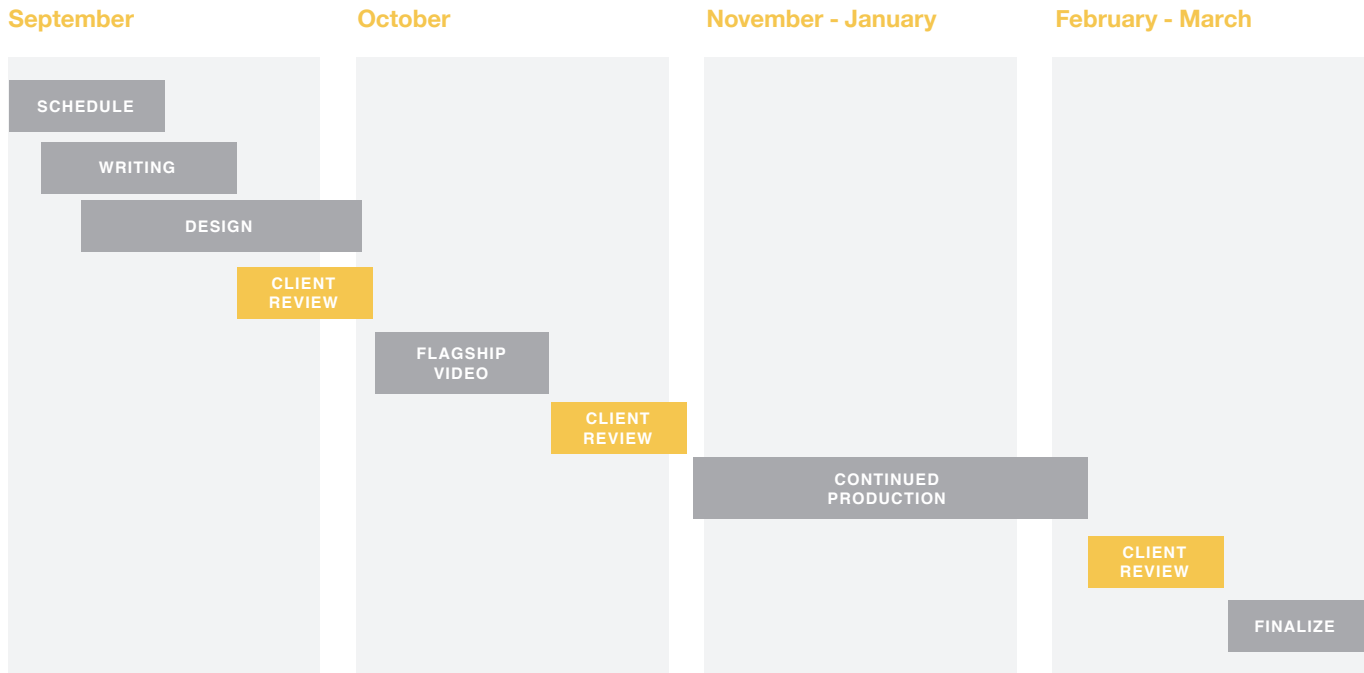 September
October
November - January
February - March
SCHEDULE
WRITING
DESIGN
CLIENT
REVIEW
FLAGSHIP
VIDEO
CLIENT
REVIEW
CONTINUED
PRODUCTION
CLIENT
REVIEW
FINALIZE